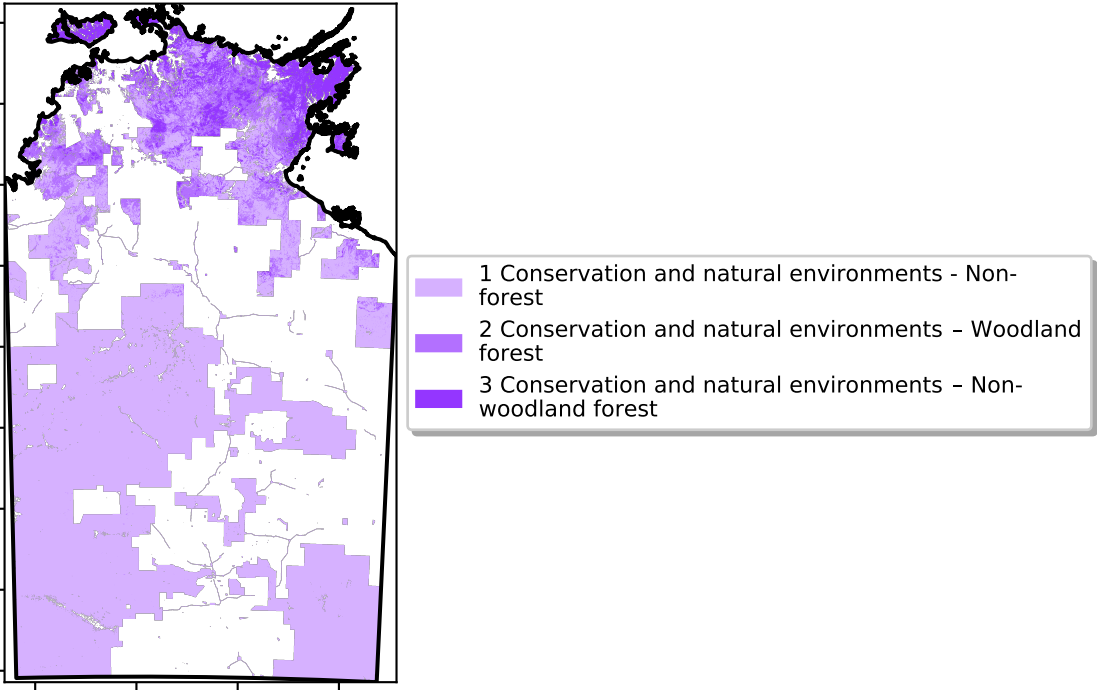 1 Conservation and natural environments - Non-
forest
2 Conservation and natural environments – Woodland
forest
3 Conservation and natural environments – Non-
woodland forest